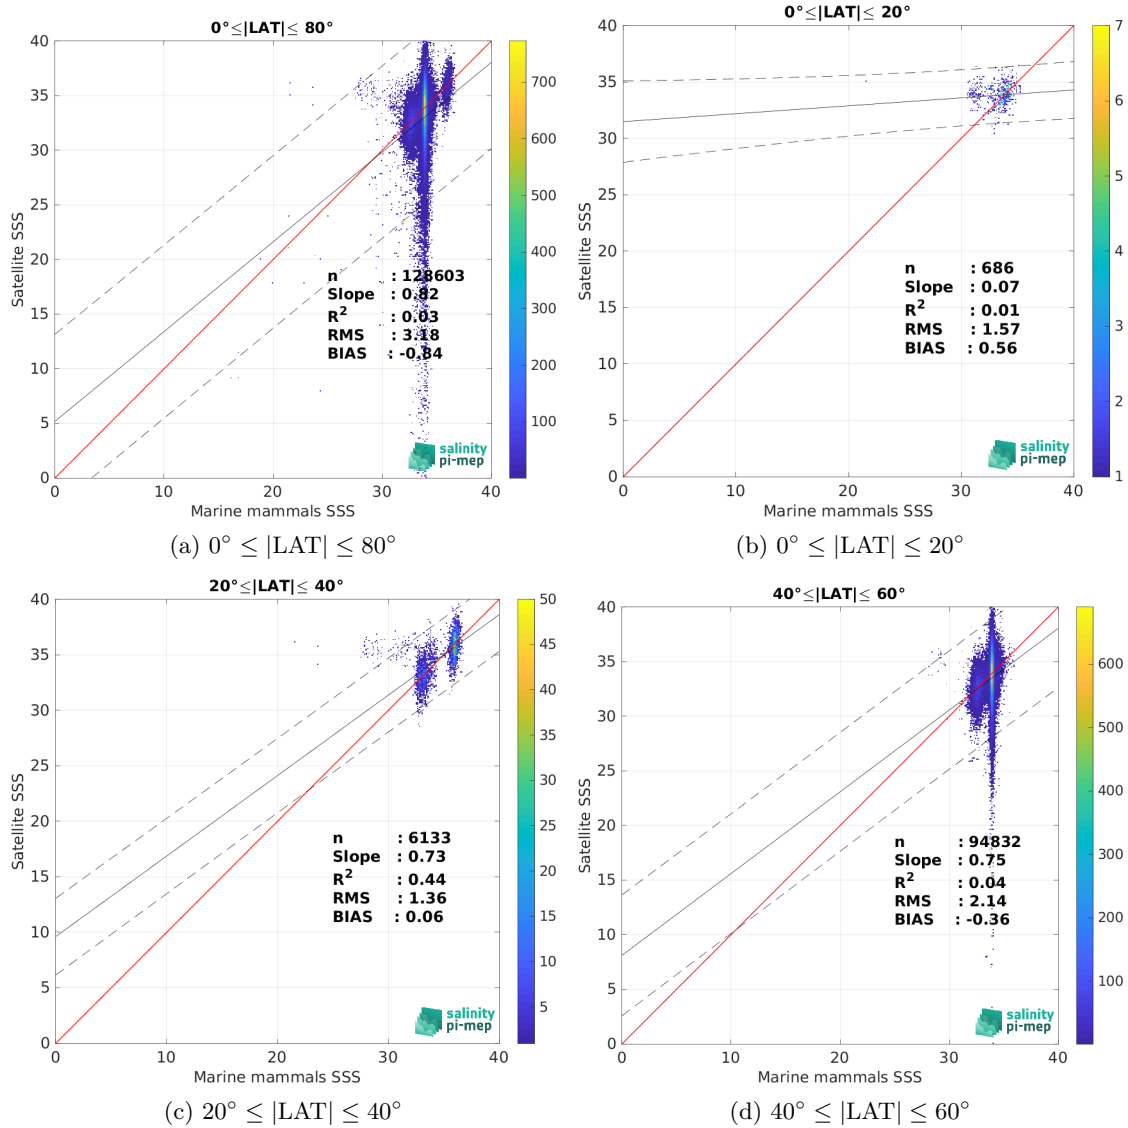 0°≤|LAT|≤ 80°
40
35
30
25
20
15
10
5
0
Satellite SSS
0 10 20 30 40
Marine mammals SSS
n : 128603
Slope : 0.82
R2 : 0.03
RMS : 3.18
BIAS : -0.84
salinity
pi-mep
700
600
500
400
300
200
100
(a) 0° ≤ |LAT| ≤ 80°
0°≤|LAT|≤ 20°
40
35
30
25
20
15
10
5
0
Satellite SSS
0 10 20 30 40
Marine mammals SSS
n : 686
Slope : 0.07
R2 : 0.01
RMS : 1.57
BIAS : 0.56
salinity
pi-mep
7
6
5
4
3
2
1
(b) 0° ≤ |LAT| ≤ 20°
20°≤|LAT|≤ 40°
40
35
30
25
20
15
10
5
0
Satellite SSS
0 10 20 30 40
Marine mammals SSS
n : 6133
Slope : 0.73
R2 : 0.44
RMS : 1.36
BIAS : 0.06
salinity
pi-mep
50
45
40
35
30
25
20
15
10
5
(c) 20° ≤ |LAT| ≤ 40°
40°≤|LAT|≤ 60°
40
35
30
25
20
15
10
5
0
Satellite SSS
0 10 20 30 40
Marine mammals SSS
n : 94832
Slope : 0.75
R2 : 0.04
RMS : 2.14
BIAS : -0.36
salinity
pi-mep
600
500
400
300
200
100
(d) 40° ≤ |LAT| ≤ 60°